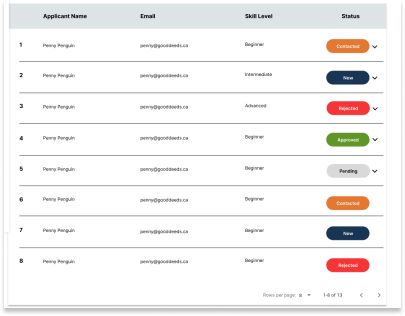 Applicant Name Email Skill Level Status
1 Penny Penguin penny@gooddeeds.ca Beginner Contacted
2 Penny Penguin penny@gooddeeds.ca Intermediate New
3 Penny Penguin penny@gooddeeds.ca Advanced Rejected
4 Penny Penguin penny@gooddeeds.ca Beginner Approved
5 Penny Penguin penny@gooddeeds.ca Beginner Pending
6 Penny Penguin penny@gooddeeds.ca Beginner Contacted
7 Penny Penguin penny@gooddeeds.ca Beginner New
8 Penny Penguin penny@gooddeeds.ca Beginner Rejected
Rows per page: 8 1-8 of 13